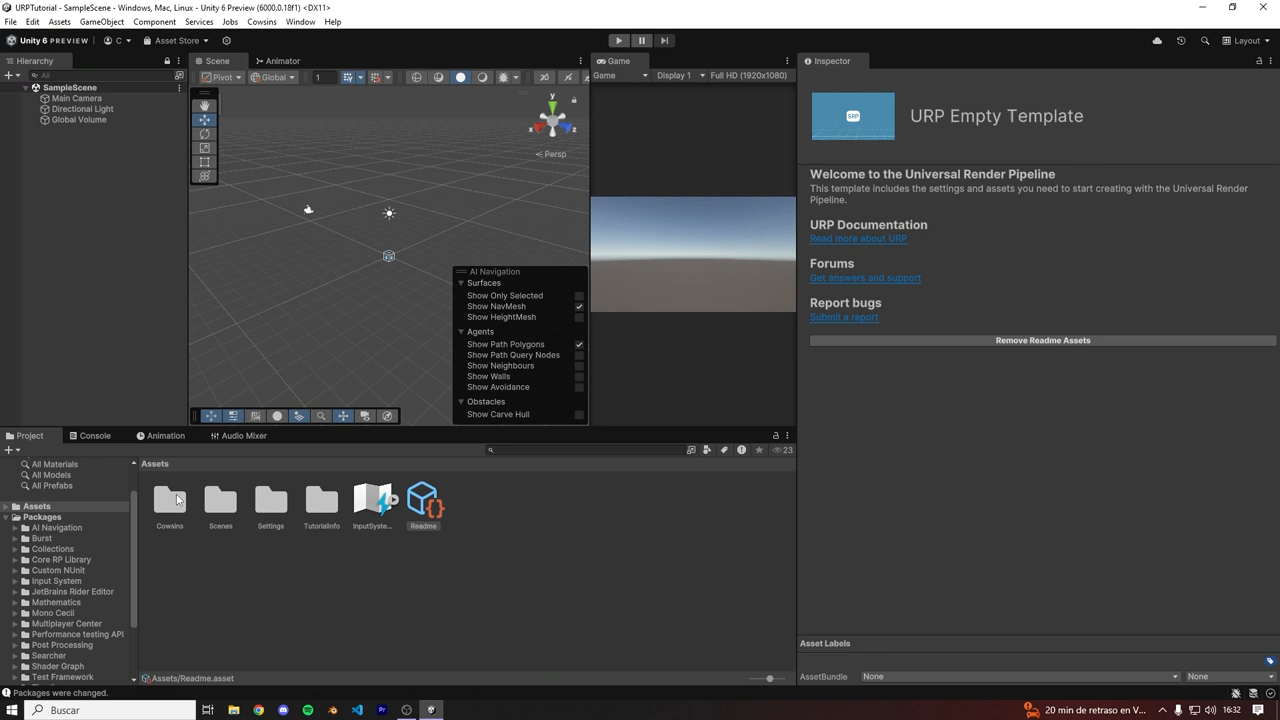 URPTutorial - SampleScene - Windows, Mac, Linux - Unity 6 Preview (6000.0.18f1) <DX11>
File Edit Assets GameObject Component Services Jobs Cowsins Window Help
Unity 6 PREVIEW C Asset Store Layout
Hierarchy Scene Animator Game Inspector
All Pivot Global 1 Game Display 1 Full HD (1920x1080)
SampleScene
Main Camera
Directional Light
Global Volume
y
x z
Persp
SRP
URP Empty Template
Welcome to the Universal Render Pipeline
This template includes the settings and assets you need to start creating with the Universal Render
Pipeline.
URP Documentation
Read more about URP
Forums
Get answers and support
Report bugs
Submit a report
Remove Readme Assets
AI Navigation
Surfaces
Show Only Selected
Show NavMesh
Show HeightMesh
Agents
Show Path Polygons
Show Path Query Nodes
Show Neighbours
Show Walls
Show Avoidance
Obstacles
Show Carve Hull
Project Console Animation Audio Mixer
23
All Materials
All Models
All Prefabs
Assets
Packages
AI Navigation
Burst
Collections
Core RP Library
Custom NUnit
Input System
JetBrains Rider Editor
Mathematics
Mono Cecil
Multiplayer Center
Performance testing API
Post Processing
Searcher
Shader Graph
Test Framework
Assets
Cowsins Scenes Settings TutorialInfo InputSyste... Readme
Assets/Readme.asset
Asset Labels
AssetBundle None None
Packages were changed.
Buscar
20 min de retraso en V... 16:32